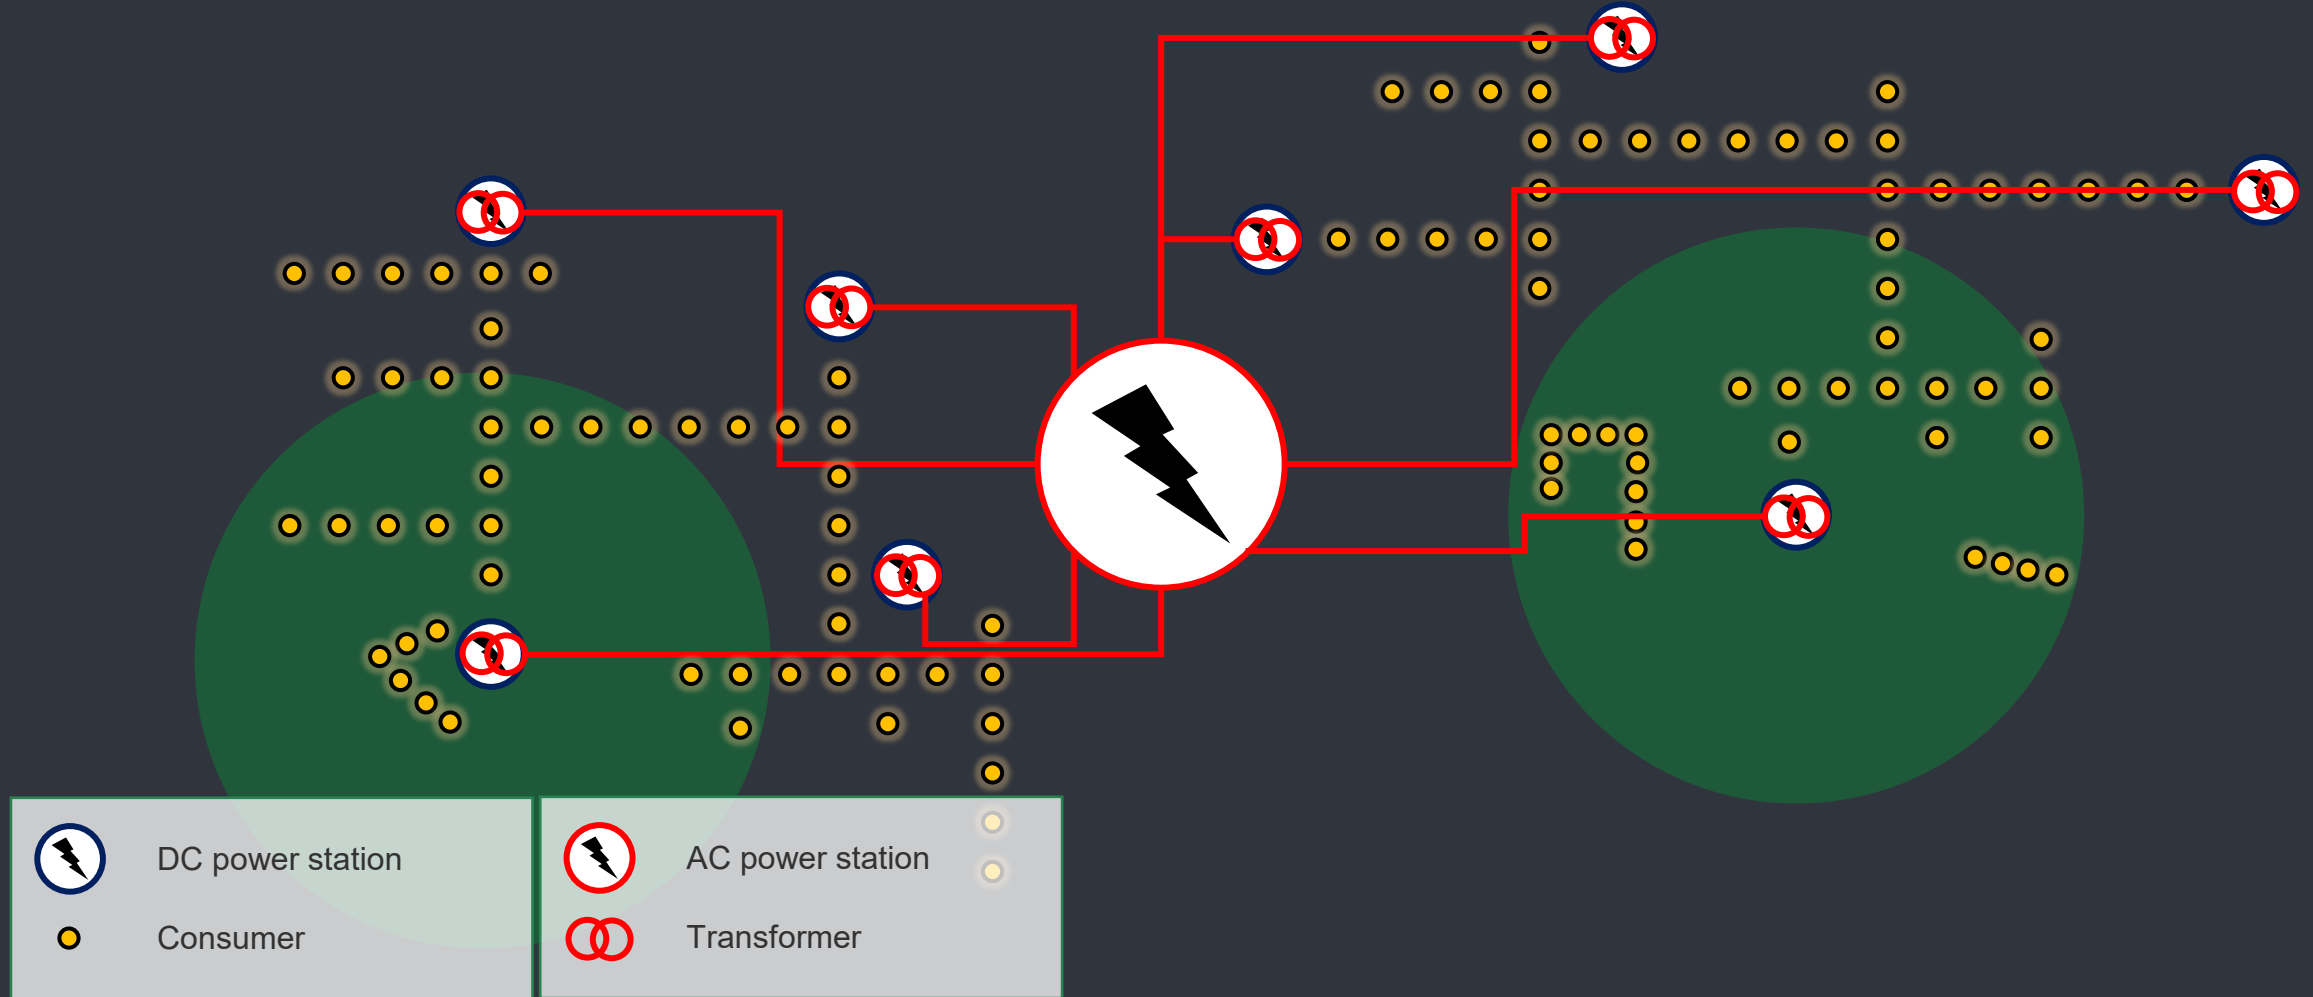 DC power station
Consumer
AC power station
Transformer